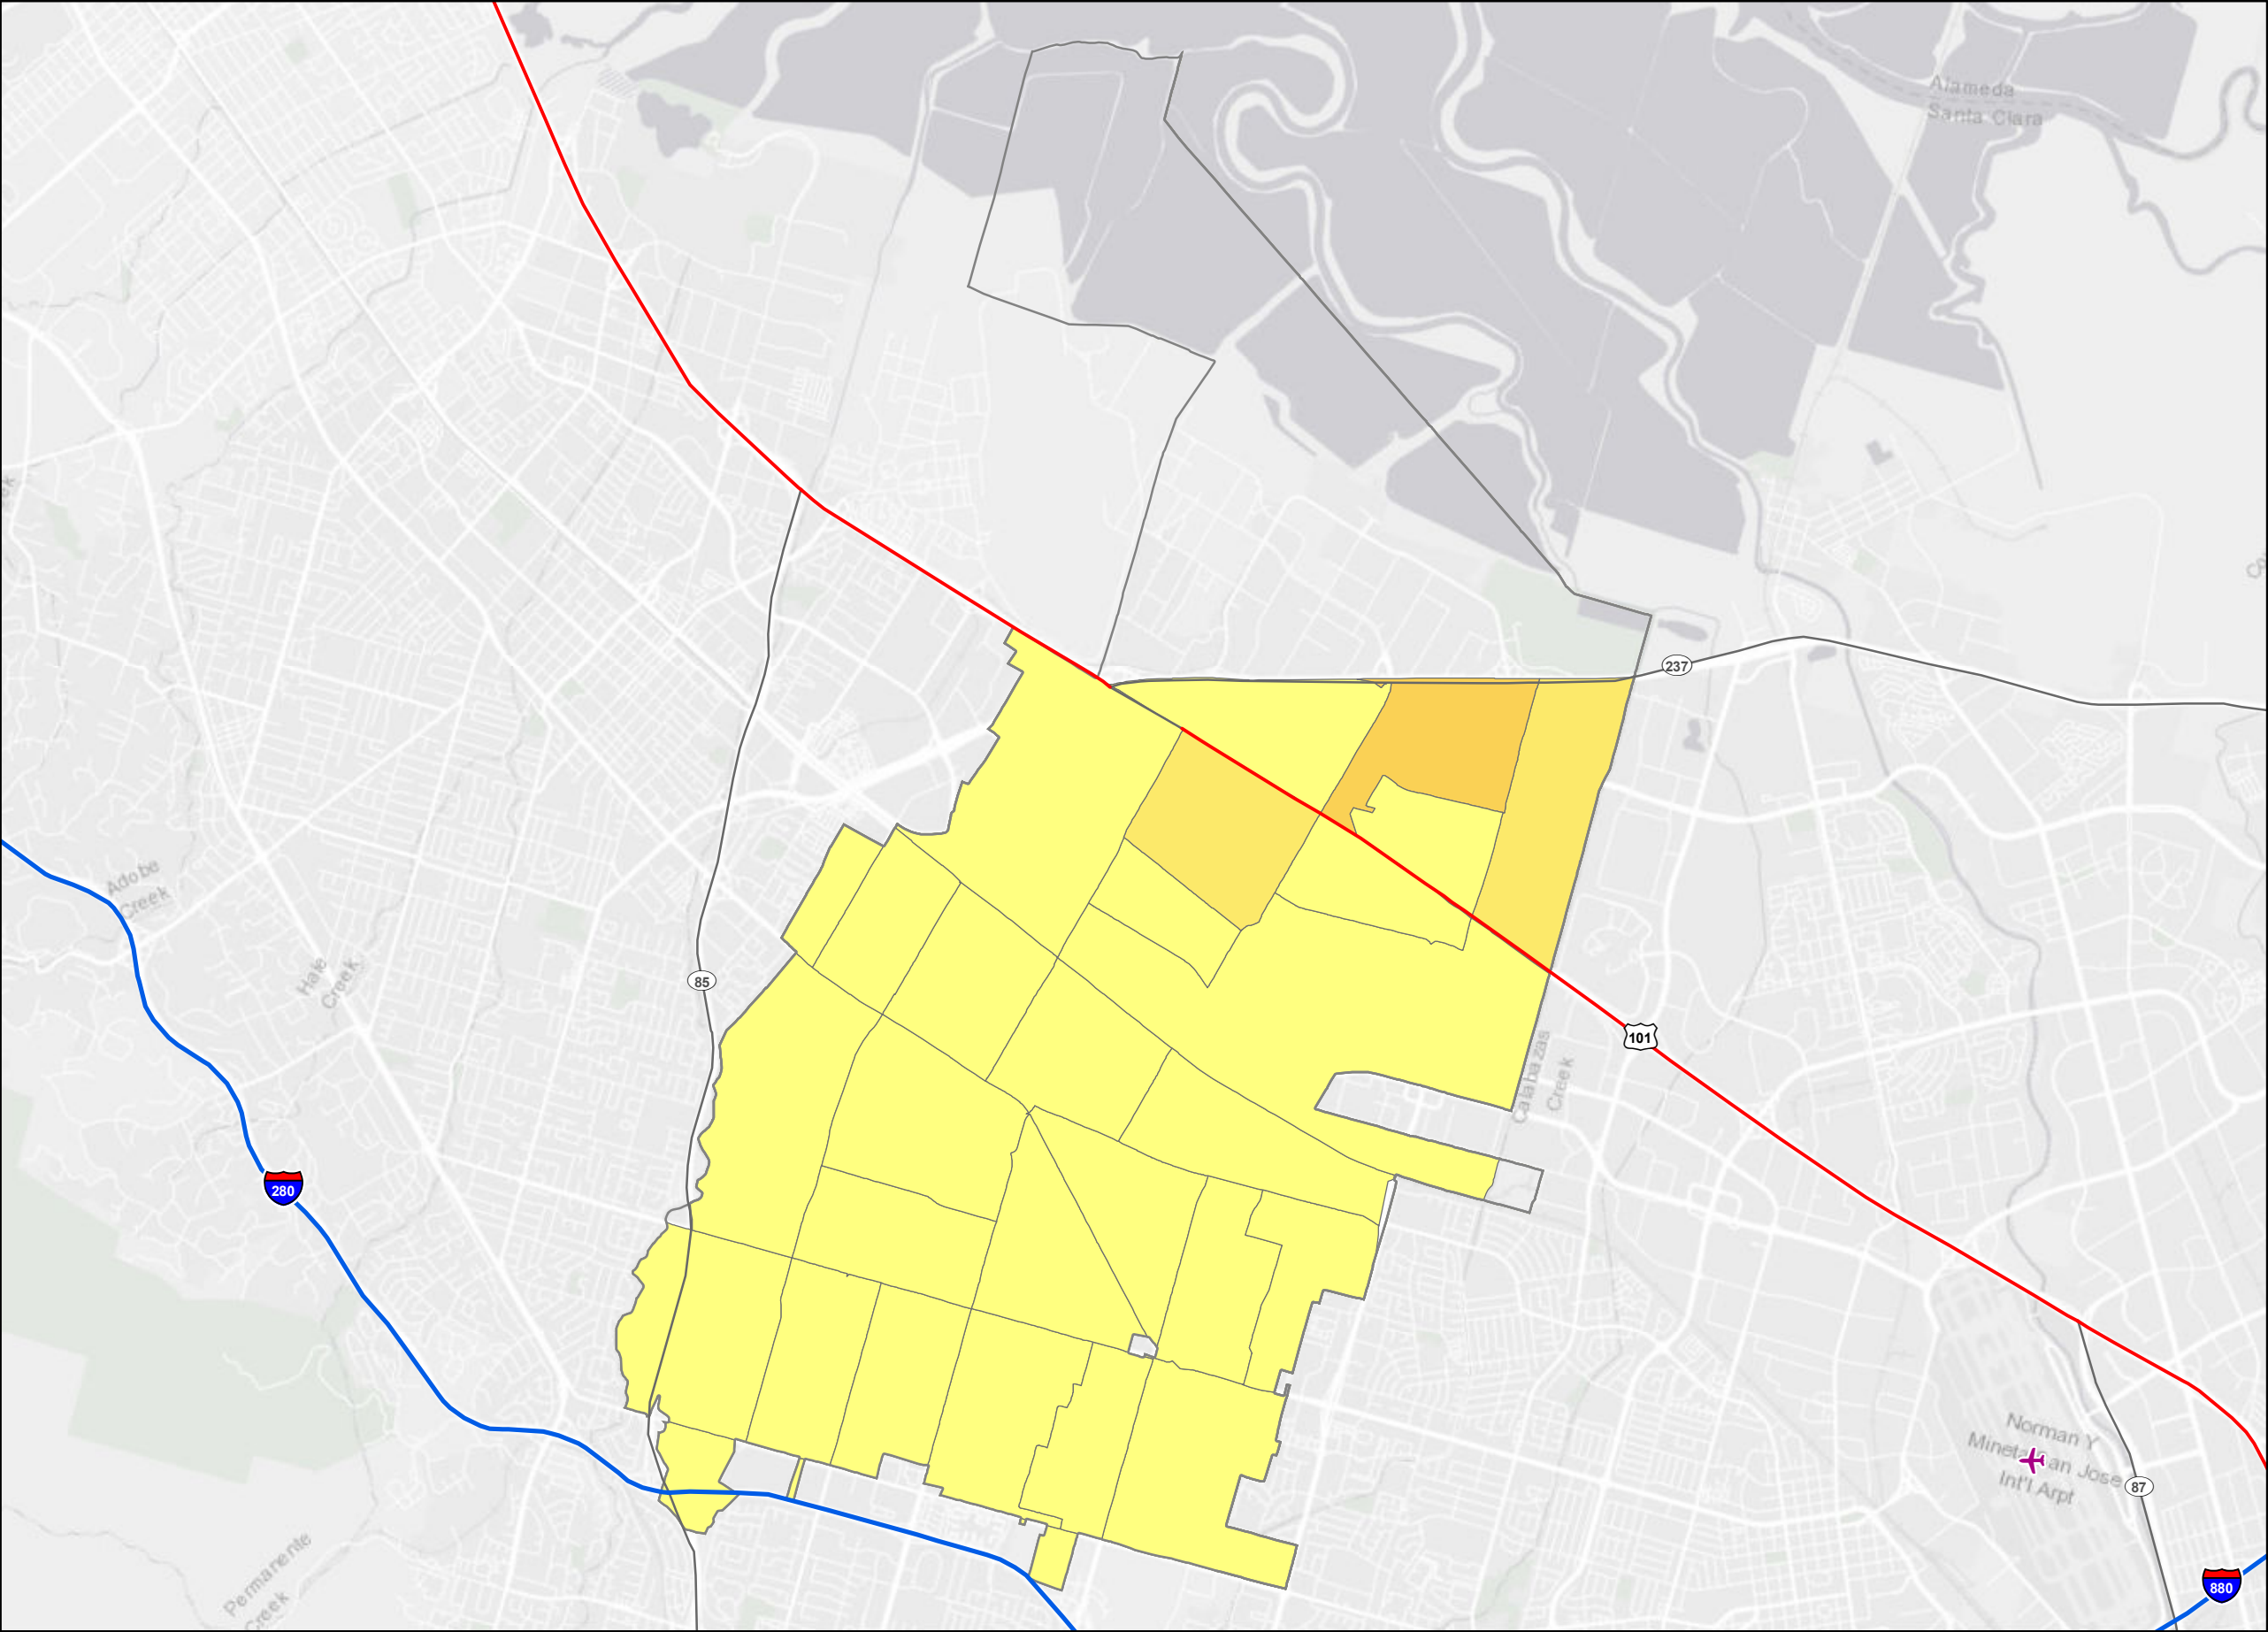 Alameda
Santa Clara
237
Adobe
Creek
Hale
Creek
85
101
Calabazas
Creek
280
Norman Y
Mineta San Jose
Int'l Arpt
87
Permanente
Creek
880